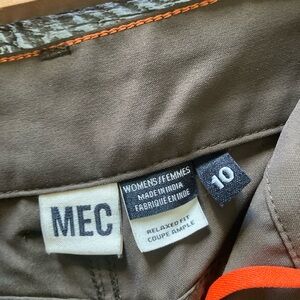 MEC
WOMENS/FEMMES
MADE IN INDIA
FABRIQUÉ EN INDE
10
RELAXED FIT
COUPE AMPLE